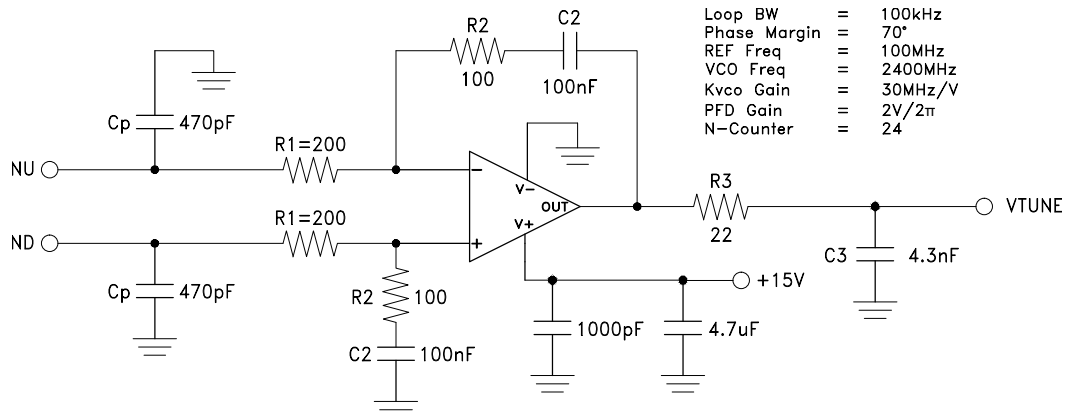 Loop BW = 100kHz
Phase Margin = 70°
REF Freq = 100MHz
VCO Freq = 2400MHz
Kvco Gain = 30MHz/V
PFD Gain = 2V/2π
N-Counter = 24
R2
100
C2
100nF
Cp
470pF
NU
R1=200
−
V−
OUT
V+
+
R3
22
VTUNE
ND
R1=200
C3
4.3nF
Cp
470pF
R2
100
+15V
1000pF
4.7uF
C2
100nF